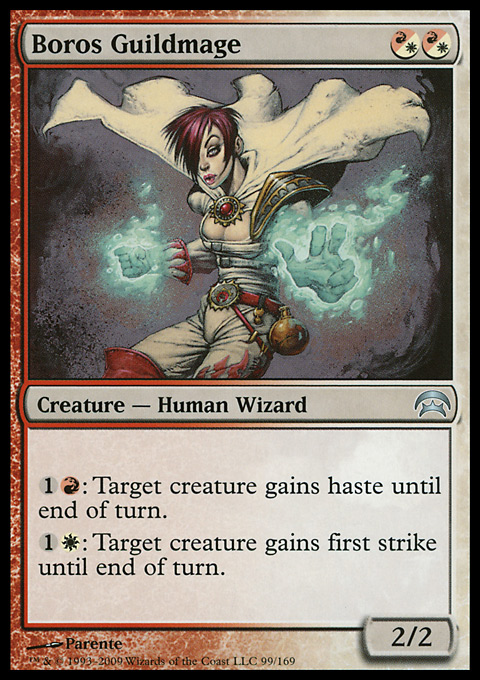 Boros Guildmage
Creature — Human Wizard
1 : Target creature gains haste until
end of turn.
1 : Target creature gains first strike
until end of turn.
2/2
Parente
™ & © 1993-2009 Wizards of the Coast LLC 99/169